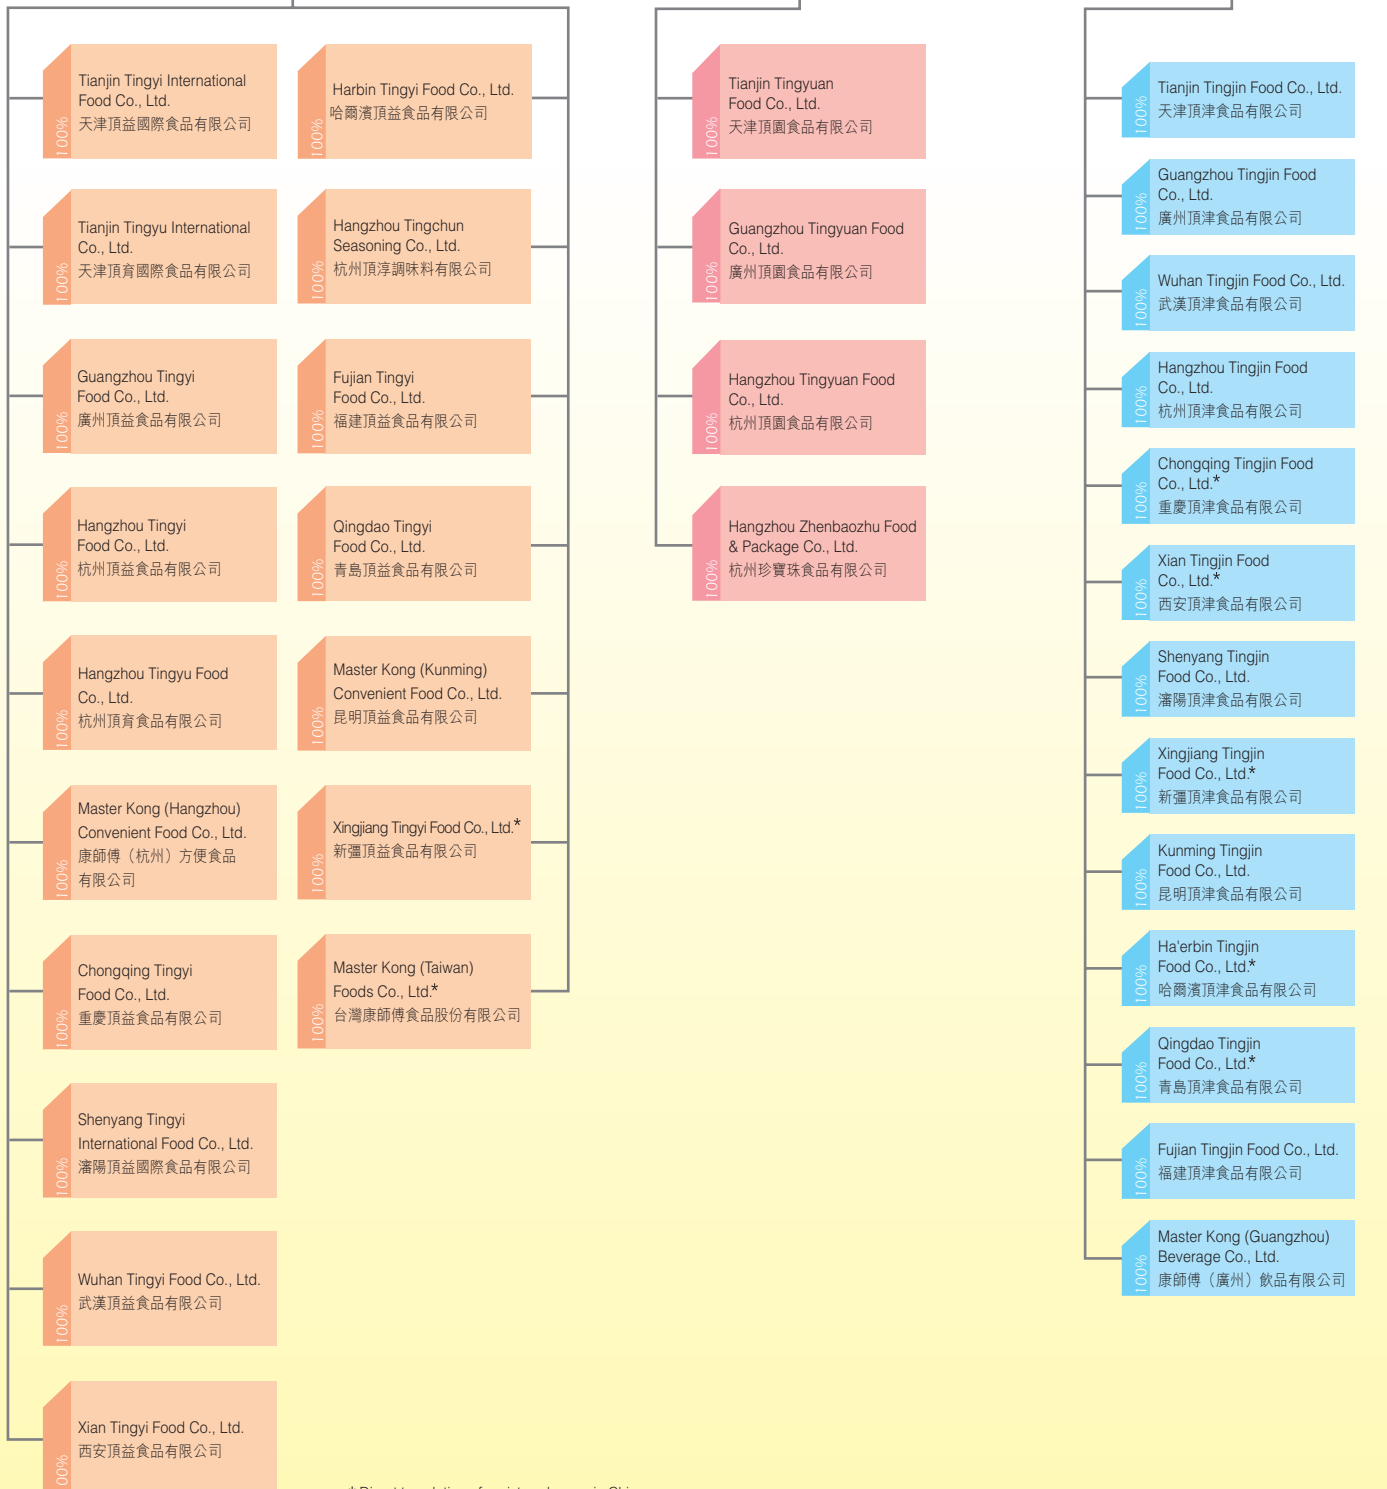 Tianjin Tingyi International
Food Co., Ltd.
天津頂益國際食品有限公司
100%
Tianjin Tingyu International
Co., Ltd.
天津頂育國際食品有限公司
100%
Guangzhou Tingyi
Food Co., Ltd.
廣州頂益食品有限公司
100%
Hangzhou Tingyi
Food Co., Ltd.
杭州頂益食品有限公司
100%
Hangzhou Tingyu Food
Co., Ltd.
杭州頂育食品有限公司
100%
Master Kong (Hangzhou)
Convenient Food Co., Ltd.
康師傅（杭州）方便食品
有限公司
100%
Chongqing Tingyi
Food Co., Ltd.
重慶頂益食品有限公司
100%
Shenyang Tingyi
International Food Co., Ltd.
瀋陽頂益國際食品有限公司
100%
Wuhan Tingyi Food Co., Ltd.
武漢頂益食品有限公司
100%
Xian Tingyi Food Co., Ltd.
西安頂益食品有限公司
00%
Harbin Tingyi Food Co., Ltd.
哈爾濱頂益食品有限公司
100%
Hangzhou Tingchun
Seasoning Co., Ltd.
杭州頂淳調味料有限公司
Fujian Tingyi
Food Co., Ltd.
福建頂益食品有限公司
100%
Qingdao Tingyi
Food Co., Ltd.
青島頂益食品有限公司
100%
Master Kong (Kunming)
Convenient Food Co., Ltd.
昆明頂益食品有限公司
100%
Xingjiang Tingyi Food Co., Ltd.*
新疆頂益食品有限公司
100%
Master Kong (Taiwan)
Foods Co., Ltd.*
台灣康師傅食品股份有限公司
100%
Tianjin Tingyuan
Food Co., Ltd.
天津頂園食品有限公司
100%
Guangzhou Tingyuan Food
Co., Ltd.
廣州頂園食品有限公司
100%
Hangzhou Tingyuan Food
Co., Ltd.
杭州頂園食品有限公司
100%
Hangzhou Zhenbaozhu Food
& Package Co., Ltd.
杭州珍寶珠食品有限公司
100%
Tianjin Tingjin Food Co., Ltd.
天津頂津食品有限公司
100%
Guangzhou Tingjin Food
Co., Ltd.
廣州頂津食品有限公司
100%
Wuhan Tingjin Food Co., Ltd.
武漢頂津食品有限公司
100%
Hangzhou Tingjin Food
Co., Ltd.
杭州頂津食品有限公司
100%
Chongqing Tingjin Food
Co., Ltd.*
重慶頂津食品有限公司
100%
Xian Tingjin Food
Co., Ltd.*
西安頂津食品有限公司
100%
Shenyang Tingjin
Food Co., Ltd.
瀋陽頂津食品有限公司
100%
Xingjiang Tingjin
Food Co., Ltd.*
新疆頂津食品有限公司
100%
Kunming Tingjin
Food Co., Ltd.
昆明頂津食品有限公司
100%
Ha'erbin Tingjin
Food Co., Ltd.*
哈爾濱頂津食品有限公司
100%
Qingdao Tingjin
Food Co., Ltd.*
青島頂津食品有限公司
100%
Fujian Tingjin Food Co., Ltd.
福建頂津食品有限公司
100%
Master Kong (Guangzhou)
Beverage Co., Ltd.
康師傅（廣州）飲品有限公司
100%